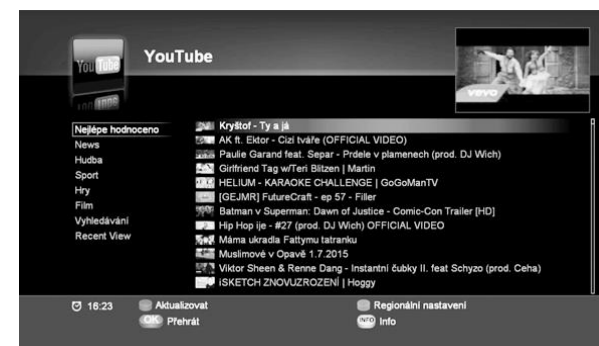 You Tube
YouTube
vevo
Nejlépe hodnoceno
News
Hudba
Sport
Hry
Film
Vyhledávání
Recent View
Kryštof - Ty a já
AK ft. Ektor - Cizí tváře (OFFICIAL VIDEO)
Paulie Garand feat. Separ - Prdele v plamenech (prod. DJ Wich)
Girlfriend Tag w/Teri Blitzen | Martin
HELIUM - KARAOKE CHALLENGE | GoGoManTV
[GEJMR] FutureCraft - ep 57 - Filler
Batman v Superman: Dawn of Justice - Comic-Con Trailer [HD]
Hip Hop ije - #27 (prod. DJ Wich) OFFICIAL VIDEO
Máma ukradla Fattymu tatranku
Muslimové v Opavě 1.7.2015
Viktor Sheen & Renne Dang - Instantní čubky II. feat Schyzo (prod. Ceha)
iSKETCH ZNOVUZROZENÍ | Hoggy
16:23
Aktualizovat
Regionální nastavení
OK Přehrát
INFO Info